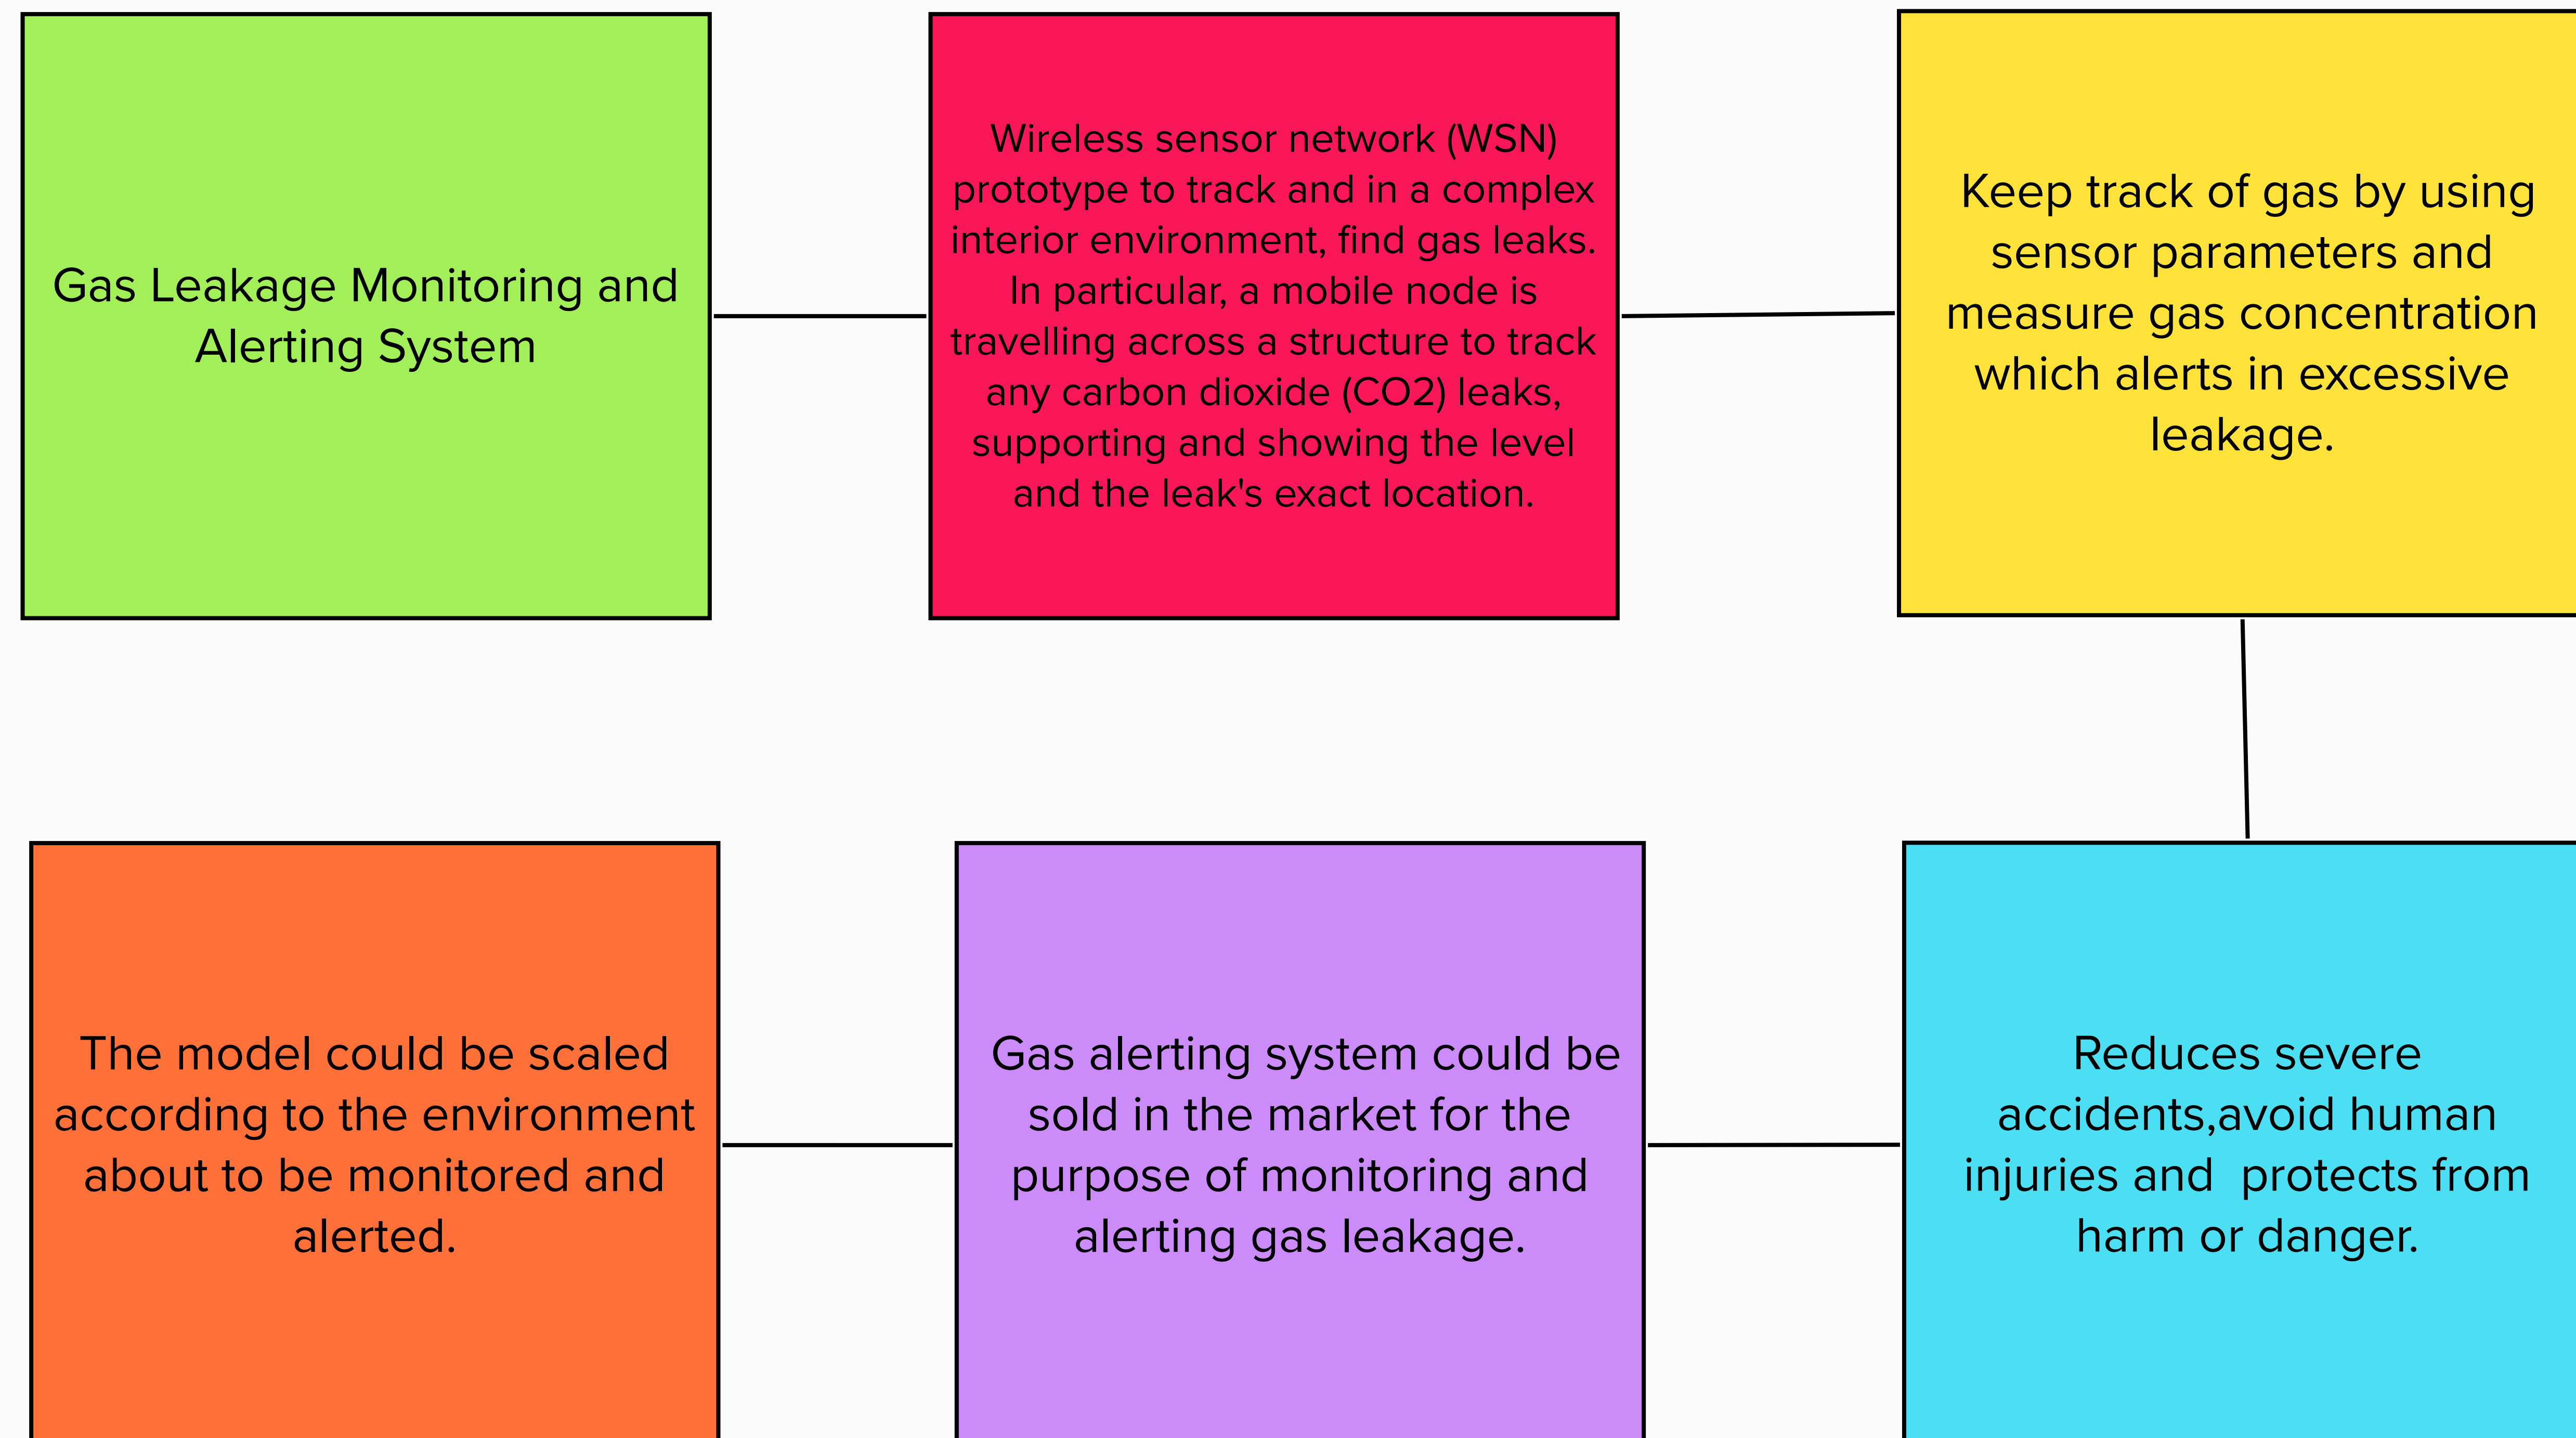 Gas Leakage Monitoring and
Alerting System
Wireless sensor network (WSN)
prototype to track and in a complex
interior environment, find gas leaks.
In particular, a mobile node is
travelling across a structure to track
any carbon dioxide (CO2) leaks,
supporting and showing the level
and the leak's exact location.
Keep track of gas by using
sensor parameters and
measure gas concentration
which alerts in excessive
leakage.
The model could be scaled
according to the environment
about to be monitored and
alerted.
Gas alerting system could be
sold in the market for the
purpose of monitoring and
alerting gas leakage.
Reduces severe
accidents,avoid human
injuries and  protects from
harm or danger.